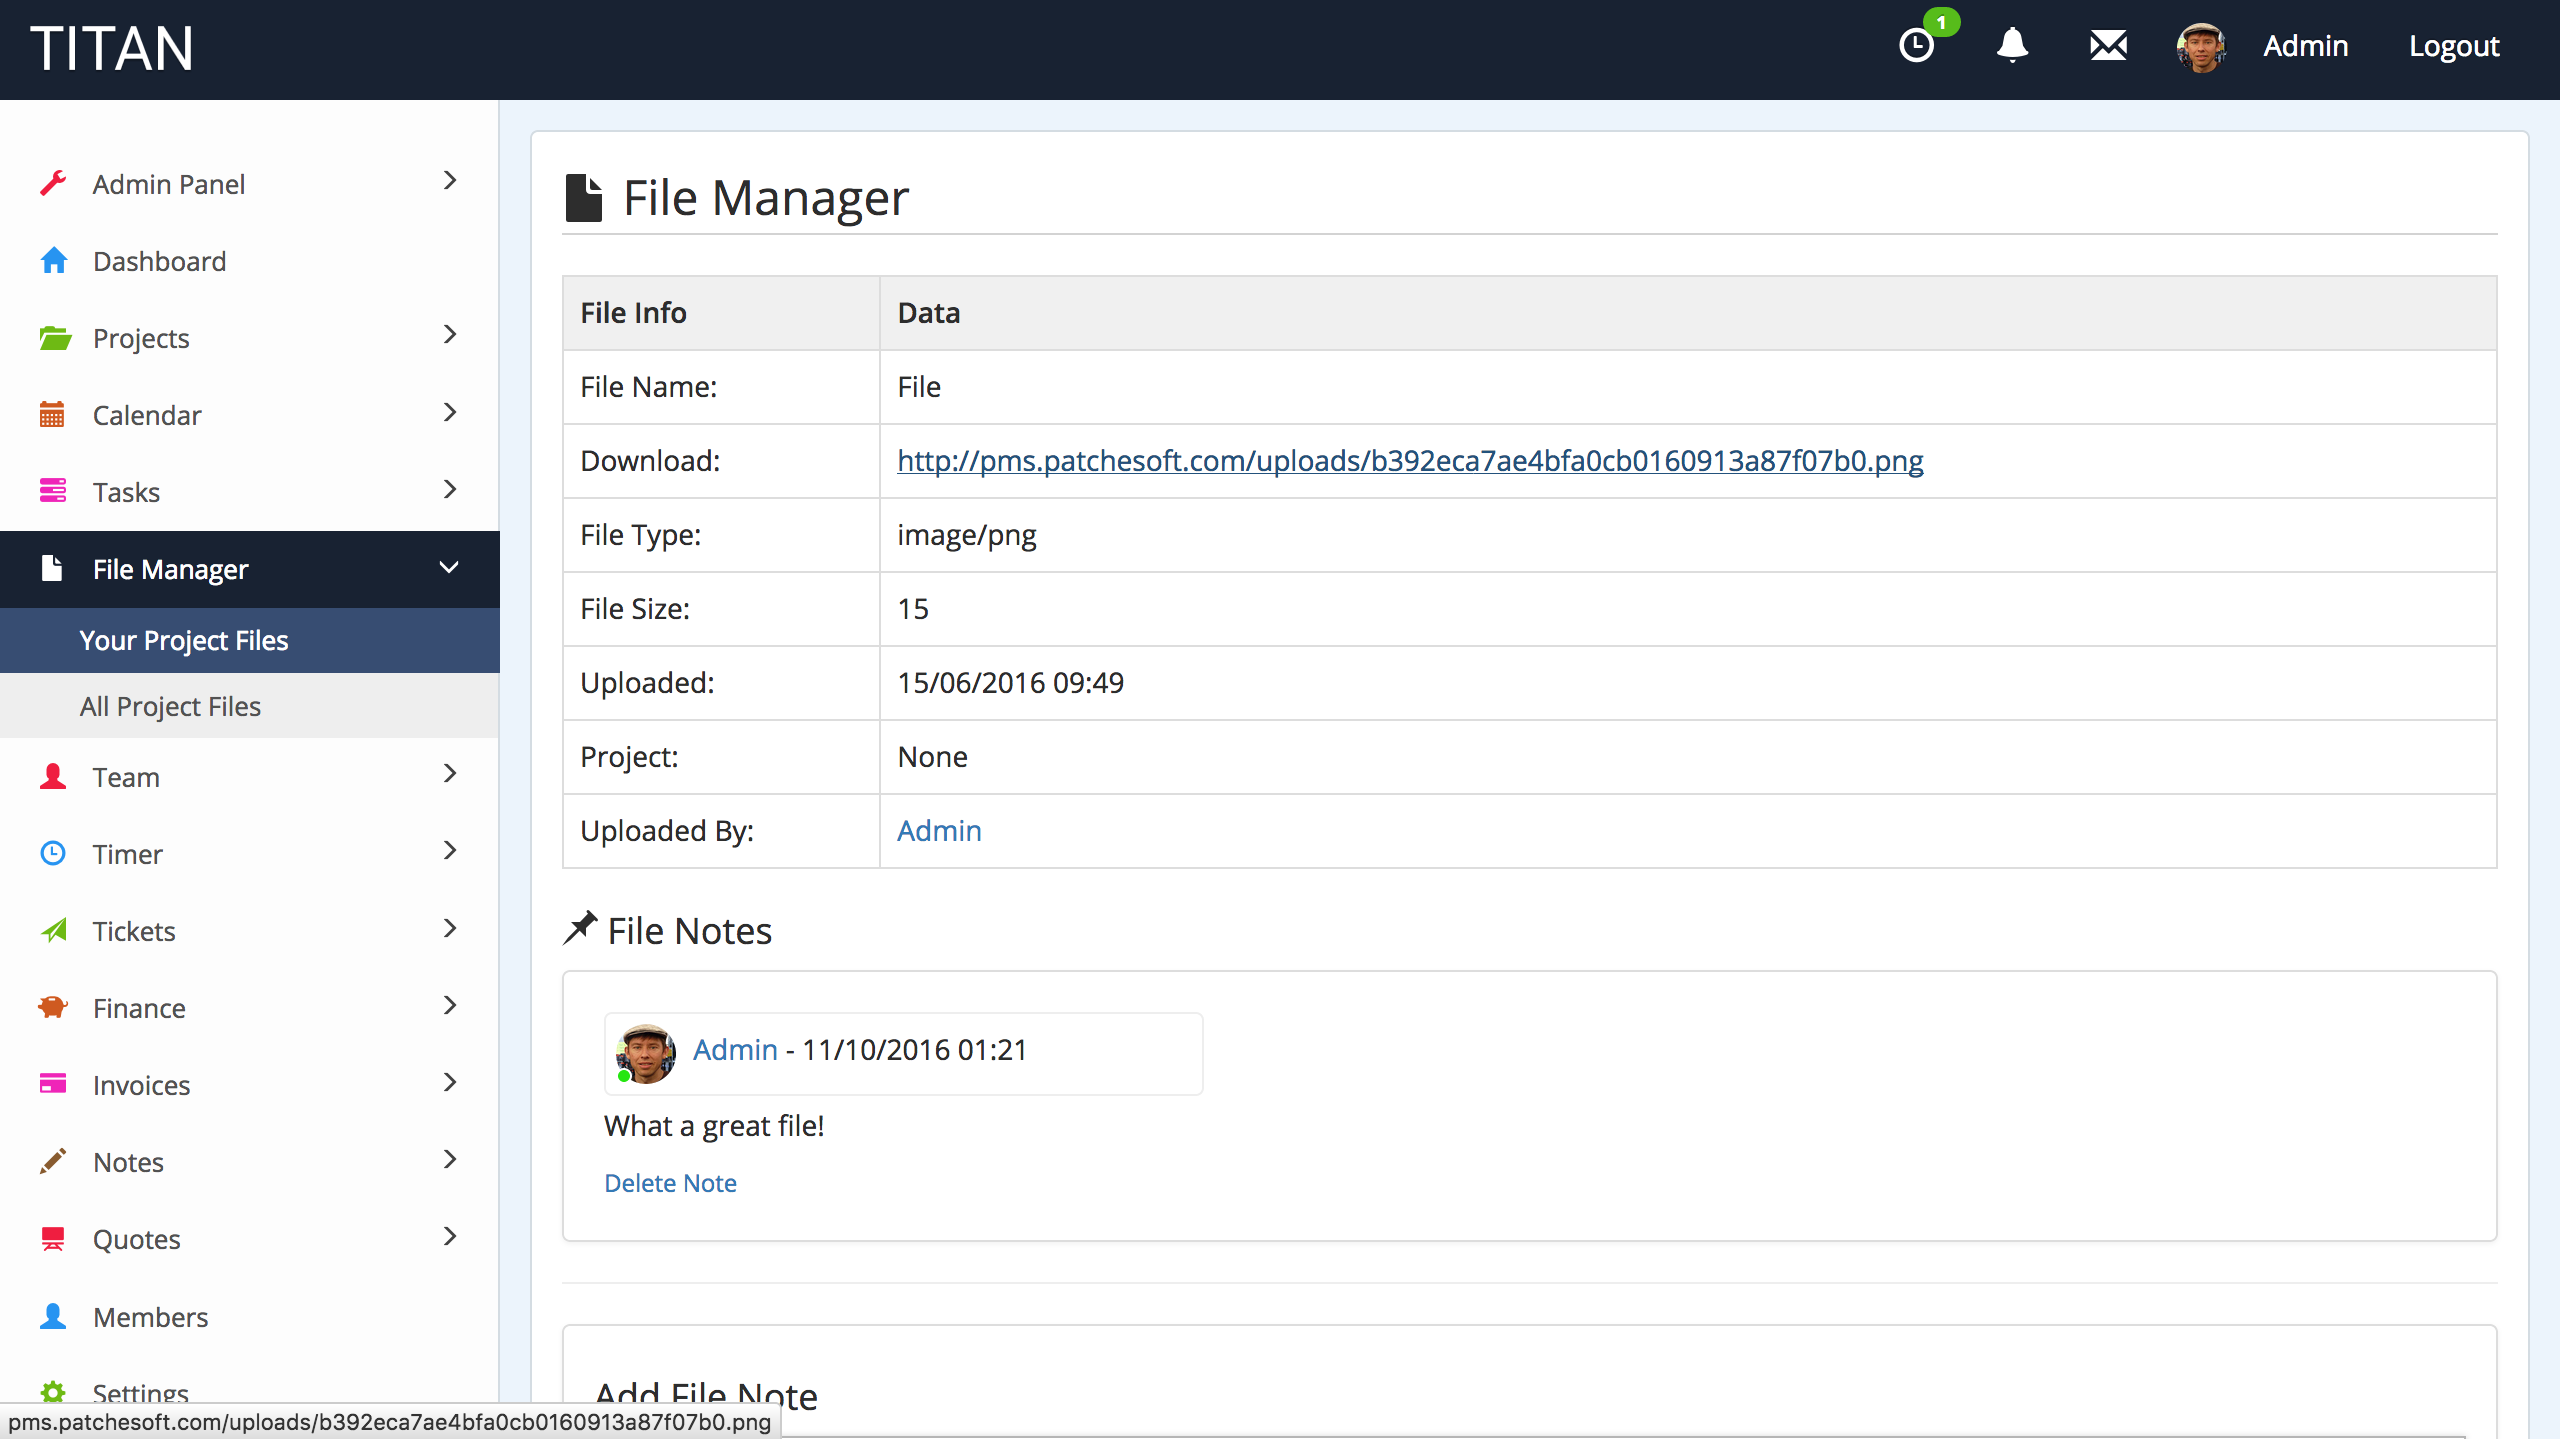 TITAN
1
Admin
Logout
Admin Panel
Dashboard
Projects
Calendar
Tasks
File Manager
Your Project Files
All Project Files
Team
Timer
Tickets
Finance
Invoices
Notes
Quotes
Members
Settings
File Manager
File Info Data
File Name: File
Download: http://pms.patchesoft.com/uploads/b392eca7ae4bfa0cb0160913a87f07b0.png
File Type: image/png
File Size: 15
Uploaded: 15/06/2016 09:49
Project: None
Uploaded By: Admin
File Notes
Admin - 11/10/2016 01:21
What a great file!
Delete Note
Add File Note
pms.patchesoft.com/uploads/b392eca7ae4bfa0cb0160913a87f07b0.png